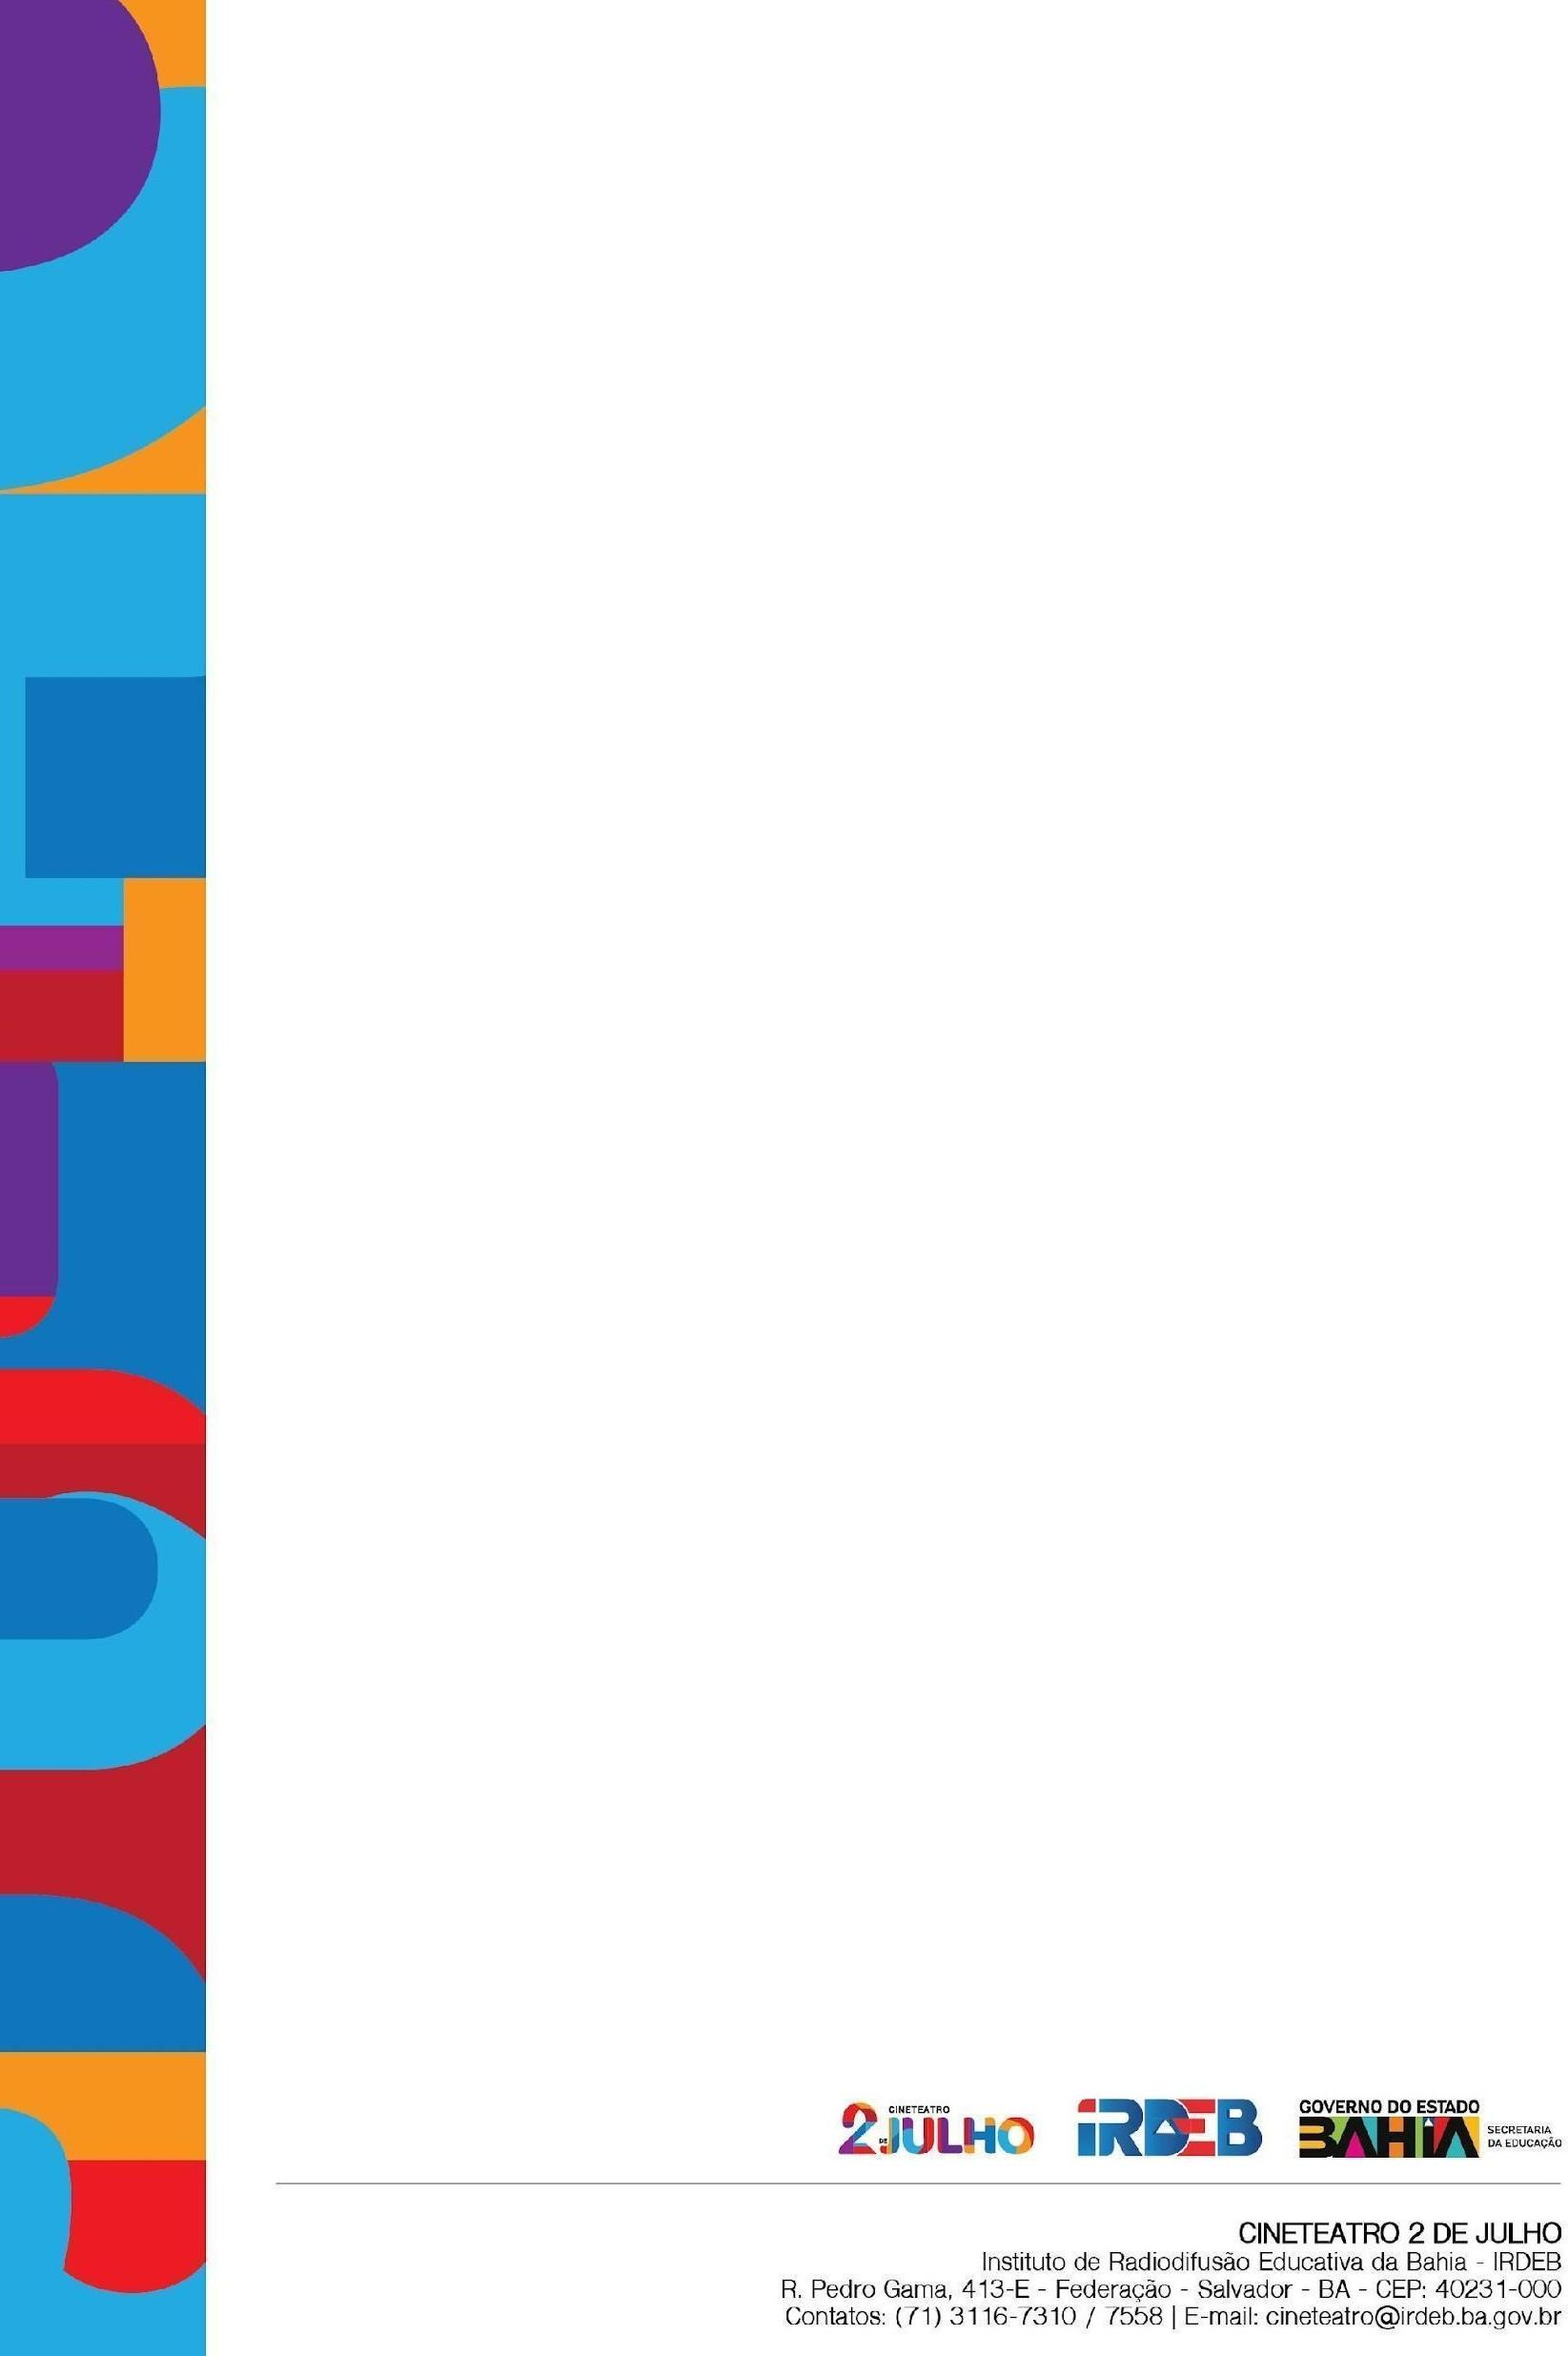 CINETEATRO
2 DE JULHO
IRDEB
GOVERNO DO ESTADO
BAHIA
SECRETARIA
DA EDUCAÇÃO
CINETEATRO 2 DE JULHO
Instituto de Radiodifusão Educativa da Bahia - IRDEB
R. Pedro Gama, 413-E - Federação - Salvador - BA - CEP: 40231-000
Contatos: (71) 3116-7310 / 7558 | E-mail: cineteatro@irdeb.ba.gov.br